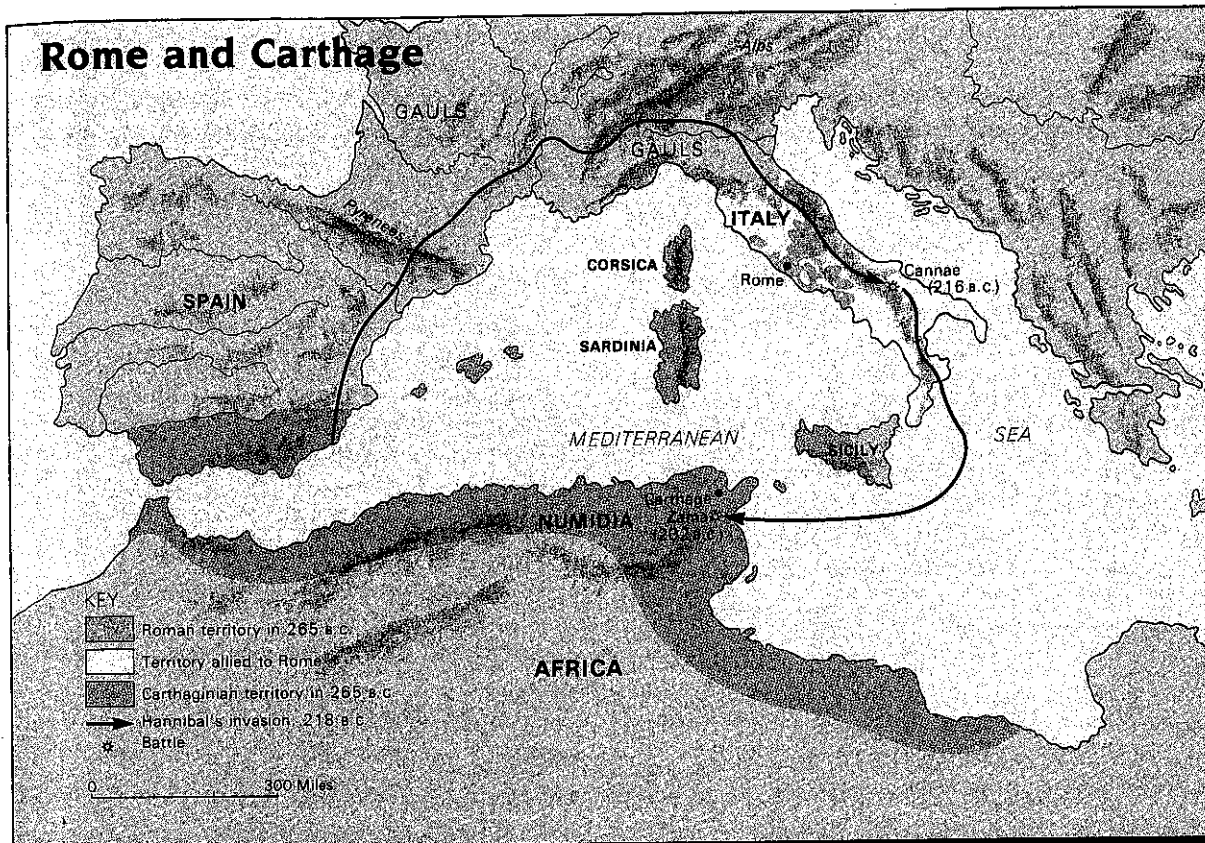 Rome and Carthage
Alps
GAULS
GAULS
Pyrenees
ITALY
CORSICA
Rome
Cannae
(216 B.C.)
SPAIN
SARDINIA
MEDITERRANEAN
SEA
SICILY
Carthage
NUMIDIA
Zama
(202 B.C.)
KEY
Roman territory in 265 B.C.
Territory allied to Rome
Carthaginian territory in 265 B.C.
AFRICA
Hannibal's invasion 218 B.C.
Battle
0 300 Miles